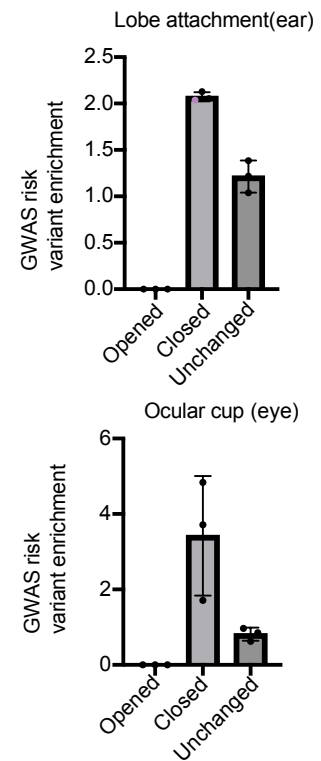 Lobe attachment(ear)
GWAS risk
variant enrichment
2.5
2.0
1.5
1.0
0.5
0.0
Opened
Closed
Unchanged
Ocular cup (eye)
GWAS risk
variant enrichment
6
4
2
0
Opened
Closed
Unchanged